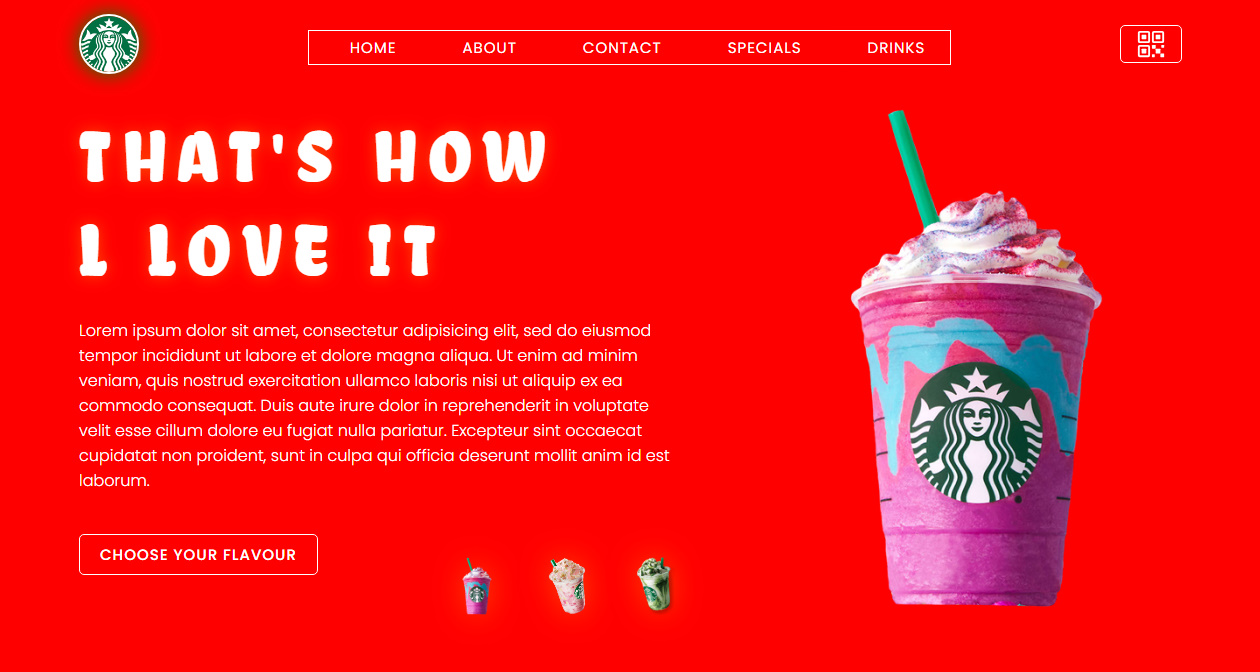 HOME ABOUT CONTACT SPECIALS DRINKS
THAT'S HOW
L LOVE IT
Lorem ipsum dolor sit amet, consectetur adipisicing elit, sed do eiusmod
tempor incididunt ut labore et dolore magna aliqua. Ut enim ad minim
veniam, quis nostrud exercitation ullamco laboris nisi ut aliquip ex ea
commodo consequat. Duis aute irure dolor in reprehenderit in voluptate
velit esse cillum dolore eu fugiat nulla pariatur. Excepteur sint occaecat
cupidatat non proident, sunt in culpa qui officia deserunt mollit anim id est
laborum.
CHOOSE YOUR FLAVOUR